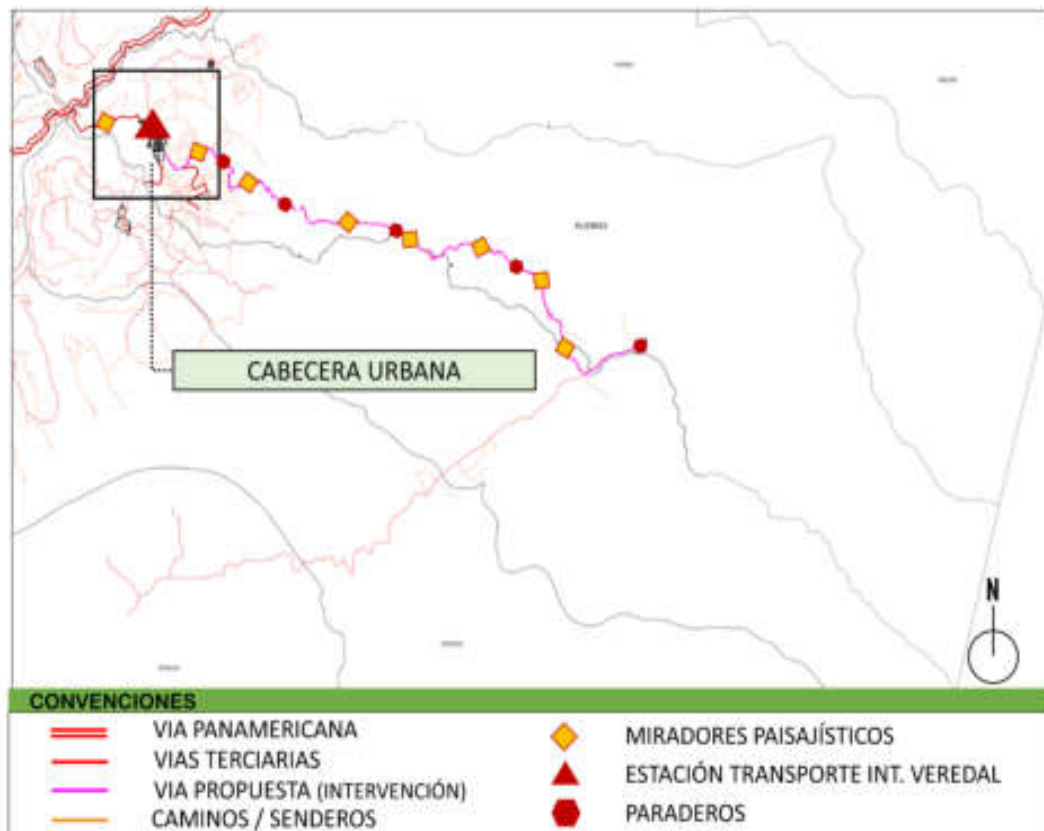 CABECERA URBANA
N
CONVENCIONES
VIA PANAMERICANA
VIAS TERCIARIAS
VIA PROPUESTA (INTERVENCIÓN)
CAMINOS / SENDEROS
MIRADORES PAISAJÍSTICOS
ESTACIÓN TRANSPORTE INT. VEREDAL
PARADEROS